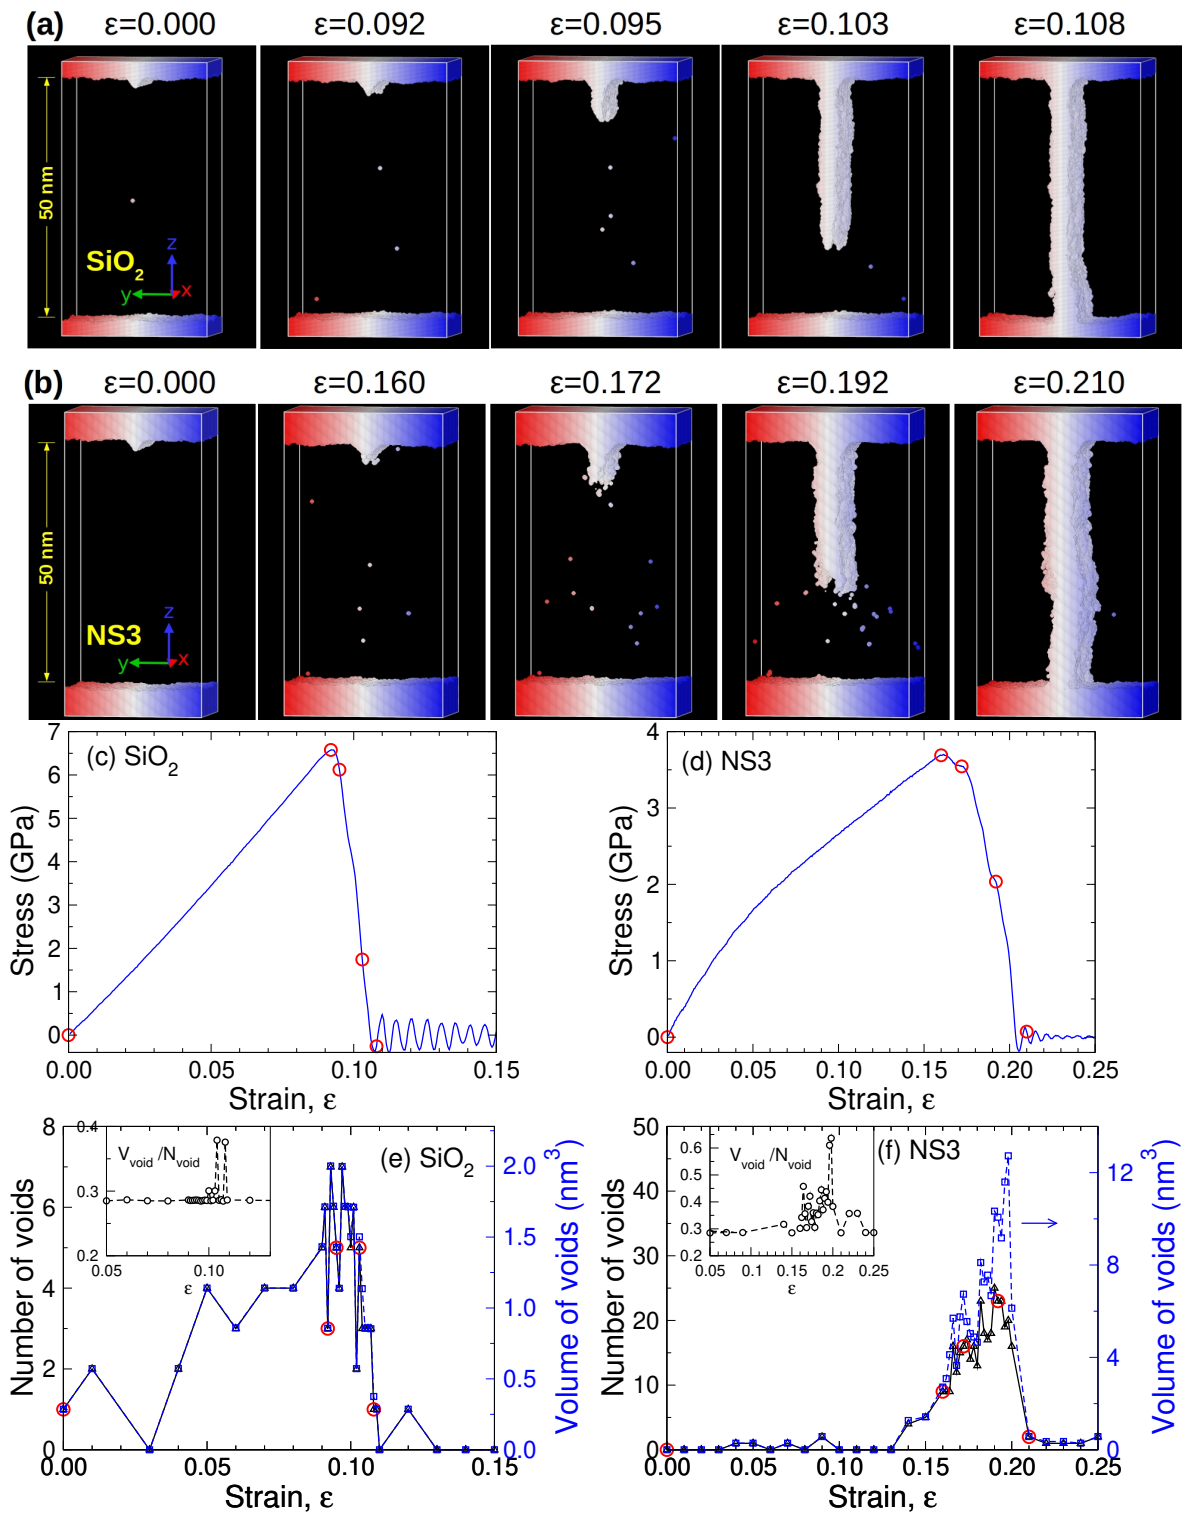 (a) ε=0.000 ε=0.092 ε=0.095 ε=0.103 ε=0.108
50 nm
SiO2
z
y x
(b) ε=0.000 ε=0.160 ε=0.172 ε=0.192 ε=0.210
50 nm
NS3
z
y x
(c) SiO2
Stress (GPa)
7
6
5
4
3
2
1
0
0.00 0.05 0.10 0.15
Strain, ε
(d) NS3
Stress (GPa)
4
3
2
1
0
0.00 0.05 0.10 0.15 0.20 0.25
Strain, ε
(e) SiO2
Number of voids
8
6
4
2
0
0.00 0.05 0.10 0.15
Strain, ε
Volume of voids (nm3)
2.0
1.5
1.0
0.5
0.0
Vvoid/Nvoid
0.4
0.3
0.2
0.05 0.10
ε
(f) NS3
Number of voids
50
40
30
20
10
0
0.00 0.05 0.10 0.15 0.20 0.25
Strain, ε
Volume of voids (nm3)
12
8
4
0
Vvoid/Nvoid
0.6
0.5
0.4
0.3
0.2
0.05 0.1 0.15 0.2 0.25
ε